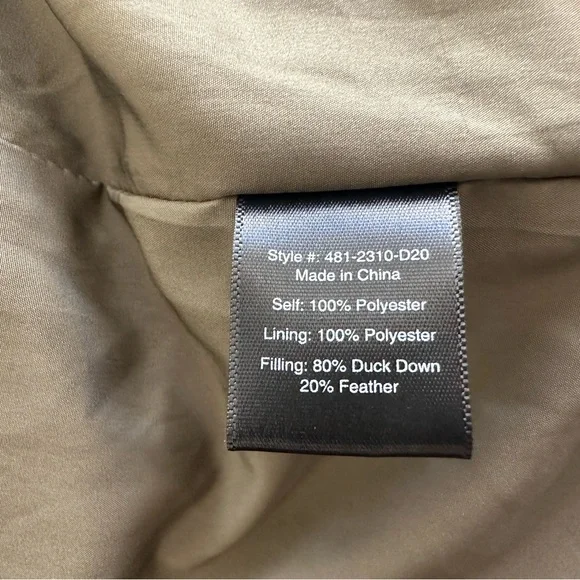 Style #: 481-2310-D20
Made in China
Self: 100% Polyester
Lining: 100% Polyester
Filling: 80% Duck Down
20% Feather